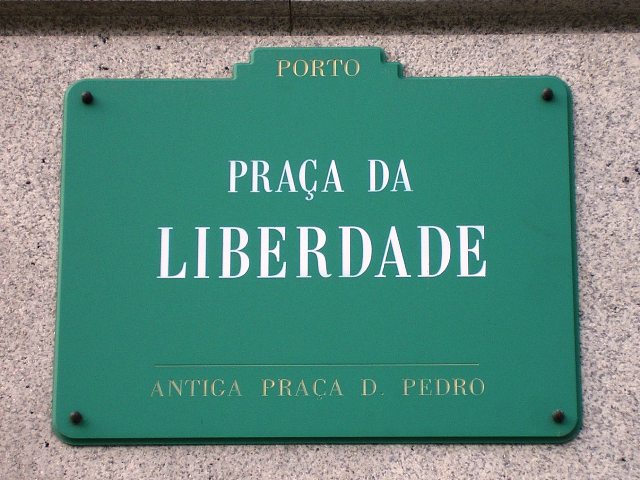 PORTO
PRAÇA DA
LIBERDADE
ANTIGA PRAÇA D. PEDRO